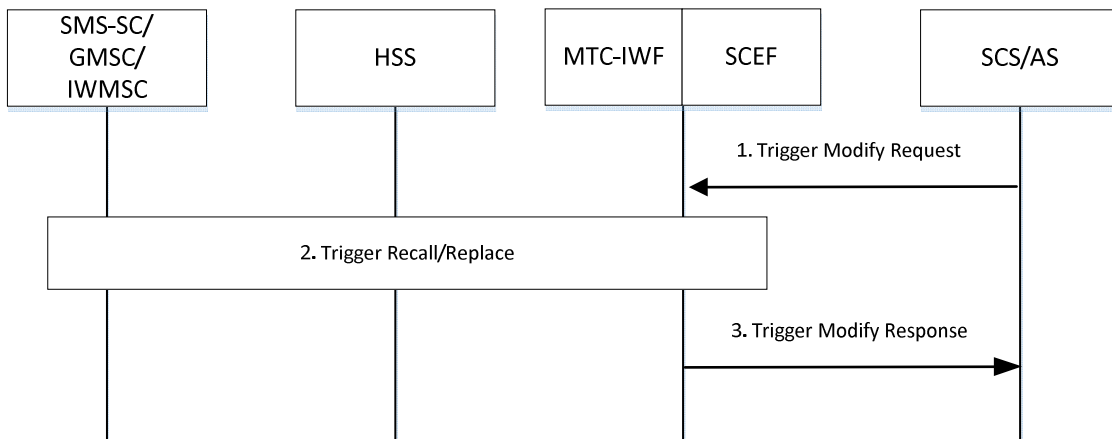 SMS-SC/
GMSC/
IWMSC
HSS
MTC-IWF
SCEF
SCS/AS
1. Trigger Modify Request
2. Trigger Recall/Replace
3. Trigger Modify Response